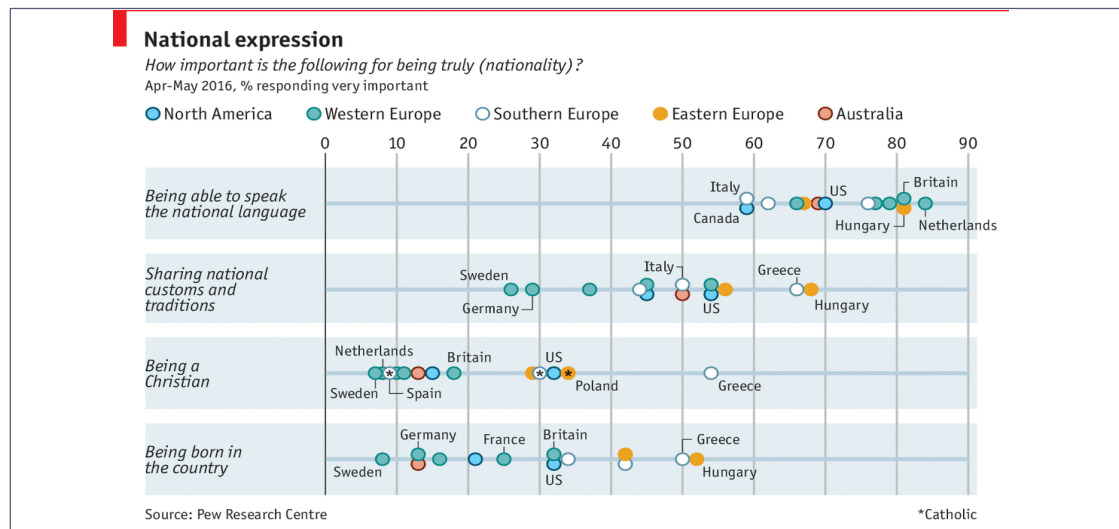 National expression
How important is the following for being truly (nationality)?
Apr-May 2016, % responding very important
North America Western Europe Southern Europe Eastern Europe Australia
0 10 20 30 40 50 60 70 80 90
Being able to speak
the national language
Italy
Canada
US
Britain
Hungary
Netherlands
Sharing national
customs and
traditions
Sweden
Germany
Italy
US
Greece
Hungary
Being a
Christian
Netherlands
Sweden
*
Spain
Britain
*
US
*
Poland
Greece
Being born in
the country
Sweden
Germany
France
Britain
US
Greece
Hungary
Source: Pew Research Centre
*Catholic